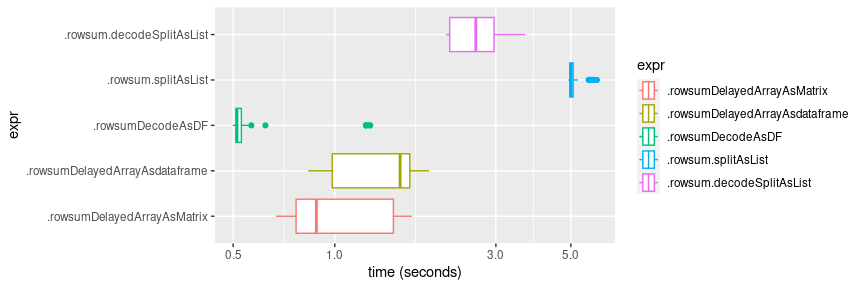 .rowsum.decodeSplitAsList
.rowsum.splitAsList
.rowsumDecodeAsDF
.rowsumDelayedArrayAsdataframe
.rowsumDelayedArrayAsMatrix
expr
0.5 1.0 3.0 5.0
time (seconds)
expr
.rowsumDelayedArrayAsMatrix
.rowsumDelayedArrayAsdataframe
.rowsumDecodeAsDF
.rowsum.splitAsList
.rowsum.decodeSplitAsList